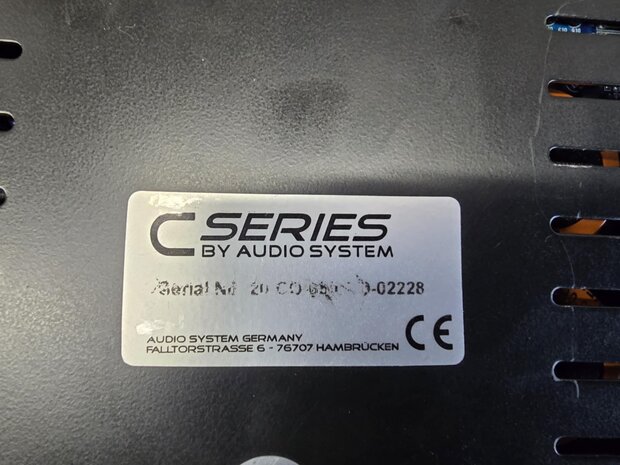 C SERIES
BY AUDIO SYSTEM
Serial Nr. 20 CO 02228
AUDIO SYSTEM GERMANY
FALLTORSTRASSE 6 - 76707 HAMBRÜCKEN
CE